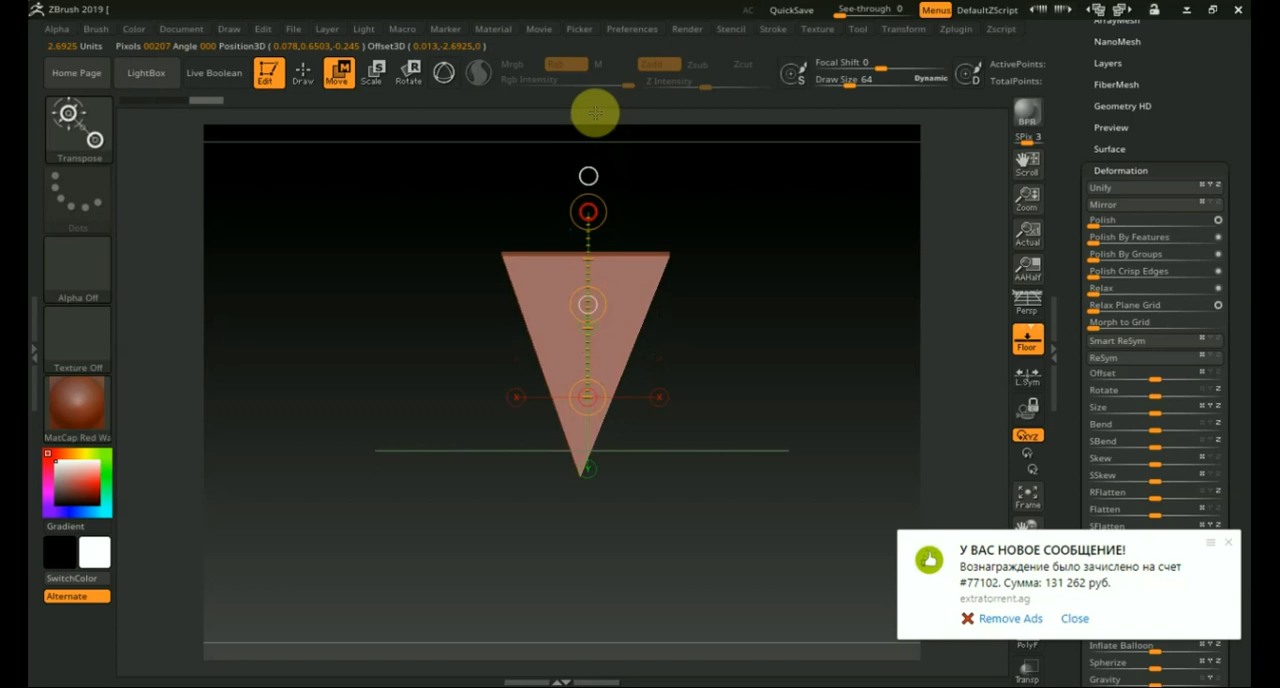 ZBrush 2019 [
AC QuickSave See-through 0 Menus DefaultZScript
Alpha Brush Color Document Draw Edit File Layer Light Macro Marker Material Movie Picker Preferences Render Stencil Stroke Texture Tool Transform Zplugin Zscript
2.6925 Units Pixels 00207 Angle 000 Position3D ( 0.078,0.6503,-0.245 ) Offset3D ( 0.013,-2.6925,0 )
Home Page LightBox Live Boolean Edit Draw Move Scale Rotate
Mrgb Rgb M Zadd Zsub Zcut
Rgb Intensity Z Intensity
Focal Shift 0
Draw Size 64 Dynamic
S D
ActivePoints:
TotalPoints:
Transpose
Dots
Alpha Off
Texture Off
MatCap Red Wa
Gradient
SwitchColor
Alternate
X X
Y
BPR
SPix 3
Scroll
Zoom
Actual
AAHalf
Dynamic
Persp
Floor
L.Sym
XYZ
Frame
PolyF
Transp
ArrayMesh
NanoMesh
Layers
FiberMesh
Geometry HD
Preview
Surface
Deformation
Unify
Mirror
Polish
Polish By Features
Polish By Groups
Polish Crisp Edges
Relax
Relax Plane Grid
Morph to Grid
Smart ReSym
ReSym
Offset
Rotate
Size
Bend
SBend
Skew
SSkew
RFlatten
Flatten
SFlatten
У ВАС НОВОЕ СООБЩЕНИЕ!
Вознаграждение было зачислено на счет
#77102. Сумма: 131 262 руб.
extratorrent.ag
Remove Ads Close
Inflate Balloon
Spherize
Gravity